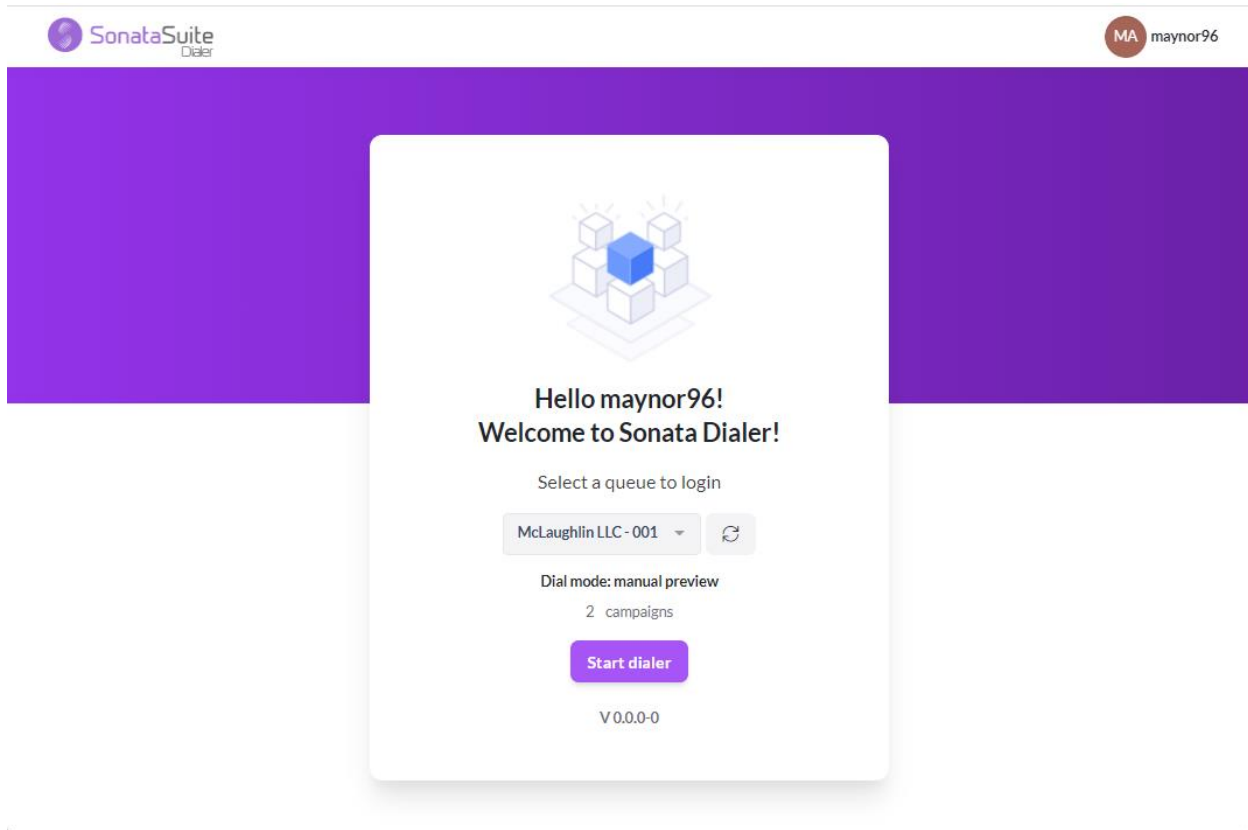 SonataSuite
Dialer
MA maynor96
Hello maynor96!
Welcome to Sonata Dialer!
Select a queue to login
McLaughlin LLC - 001
Dial mode: manual preview
2 campaigns
Start dialer
V 0.0.0-0